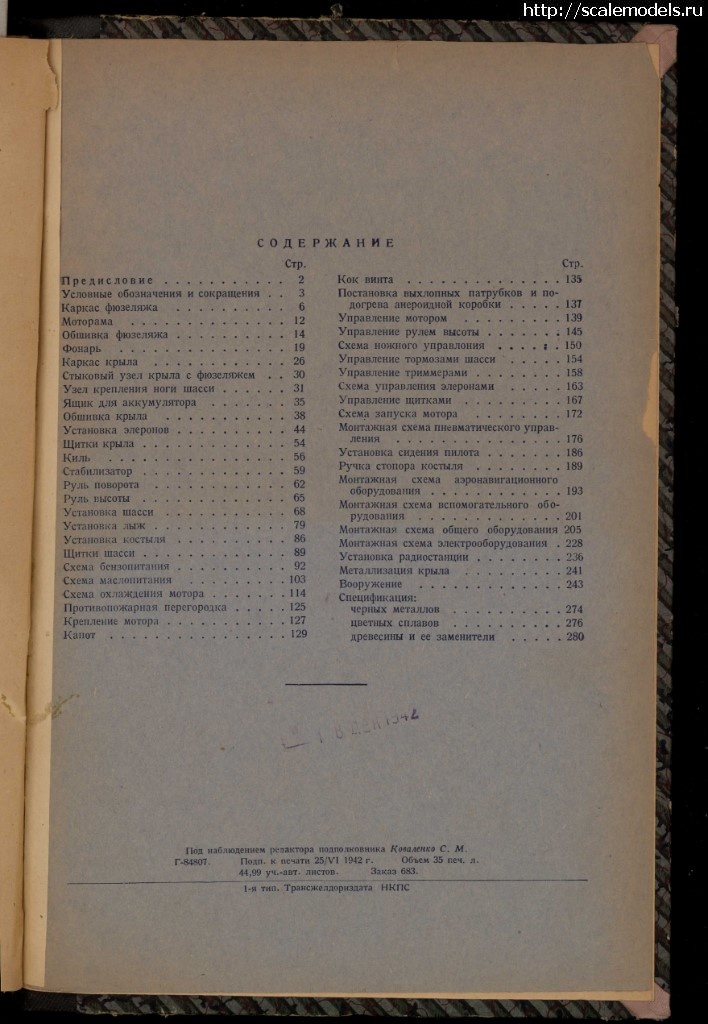 http://scalemodels.ru
СОДЕРЖАНИЕ
Стр.
Предисловие . . . . . . . . . . . 2
Условные обозначения и сокращения . . 3
Каркас фюзеляжа . . . . . . . . . . 6
Моторама . . . . . . . . . . . . 12
Обшивка фюзеляжа . . . . . . . . . 14
Фонарь . . . . . . . . . . . . . 19
Каркас крыла . . . . . . . . . . . 26
Стыковый узел крыла с фюзеляжем . . 30
Узел крепления ноги шасси . . . . . 31
Ящик для аккумулятора . . . . . . 35
Обшивка крыла . . . . . . . . . . 38
Установка элеронов . . . . . . . . 44
Щитки крыла . . . . . . . . . . . 54
Киль . . . . . . . . . . . . . . 56
Стабилизатор . . . . . . . . . . . 59
Руль поворота . . . . . . . . . . 62
Руль высоты . . . . . . . . . . . 65
Установка шасси . . . . . . . . . 68
Установка лыж . . . . . . . . . . 79
Установка костыля . . . . . . . . 86
Щитки шасси . . . . . . . . . . . 89
Схема бензопитания . . . . . . . . 92
Схема маслопитания . . . . . . . . 103
Схема охлаждения мотора . . . . . . 114
Противопожарная перегородка . . . . 125
Крепление мотора . . . . . . . . . 127
Капот . . . . . . . . . . . . . . 129
Стр.
Кок винта . . . . . . . . . . . . 135
Постановка выхлопных патрубков и по-
догрева анероидной коробки . . . . . 137
Управление мотором . . . . . . . . 139
Управление рулем высоты . . . . . . 145
Схема ножного управления . . . . . 150
Управление тормозами шасси . . . . 154
Управление триммерами . . . . . . . 158
Схема управления элеронами . . . . 163
Управление щитками . . . . . . . . 167
Схема запуска мотора . . . . . . . 172
Монтажная схема пневматического управ-
ления . . . . . . . . . . . . . 176
Установка сидения пилота . . . . . . 186
Ручка стопора костыля . . . . . . . 189
Монтажная схема аэронавигационного
оборудования . . . . . . . . . . 193
Монтажная схема вспомогательного обо-
рудования . . . . . . . . . . . 201
Монтажная схема общего оборудования 205
Монтажная схема электрооборудования . 228
Установка радиостанции . . . . . . . 236
Металлизация крыла . . . . . . . . 241
Вооружение . . . . . . . . . . . . 243
Спецификация:
черных металлов . . . . . . . . 274
цветных сплавов . . . . . . . . 276
древесины и ее заменители . . . . . 280
1942
Под наблюдением редактора подполковника Коваленко С. М.
Г-84807. Подп. к печати 25/VI 1942 г. Объем 35 печ. л.
44,99 уч.-авт. листов. Заказ 683.
1-я тип. Трансжелдориздата НКПС